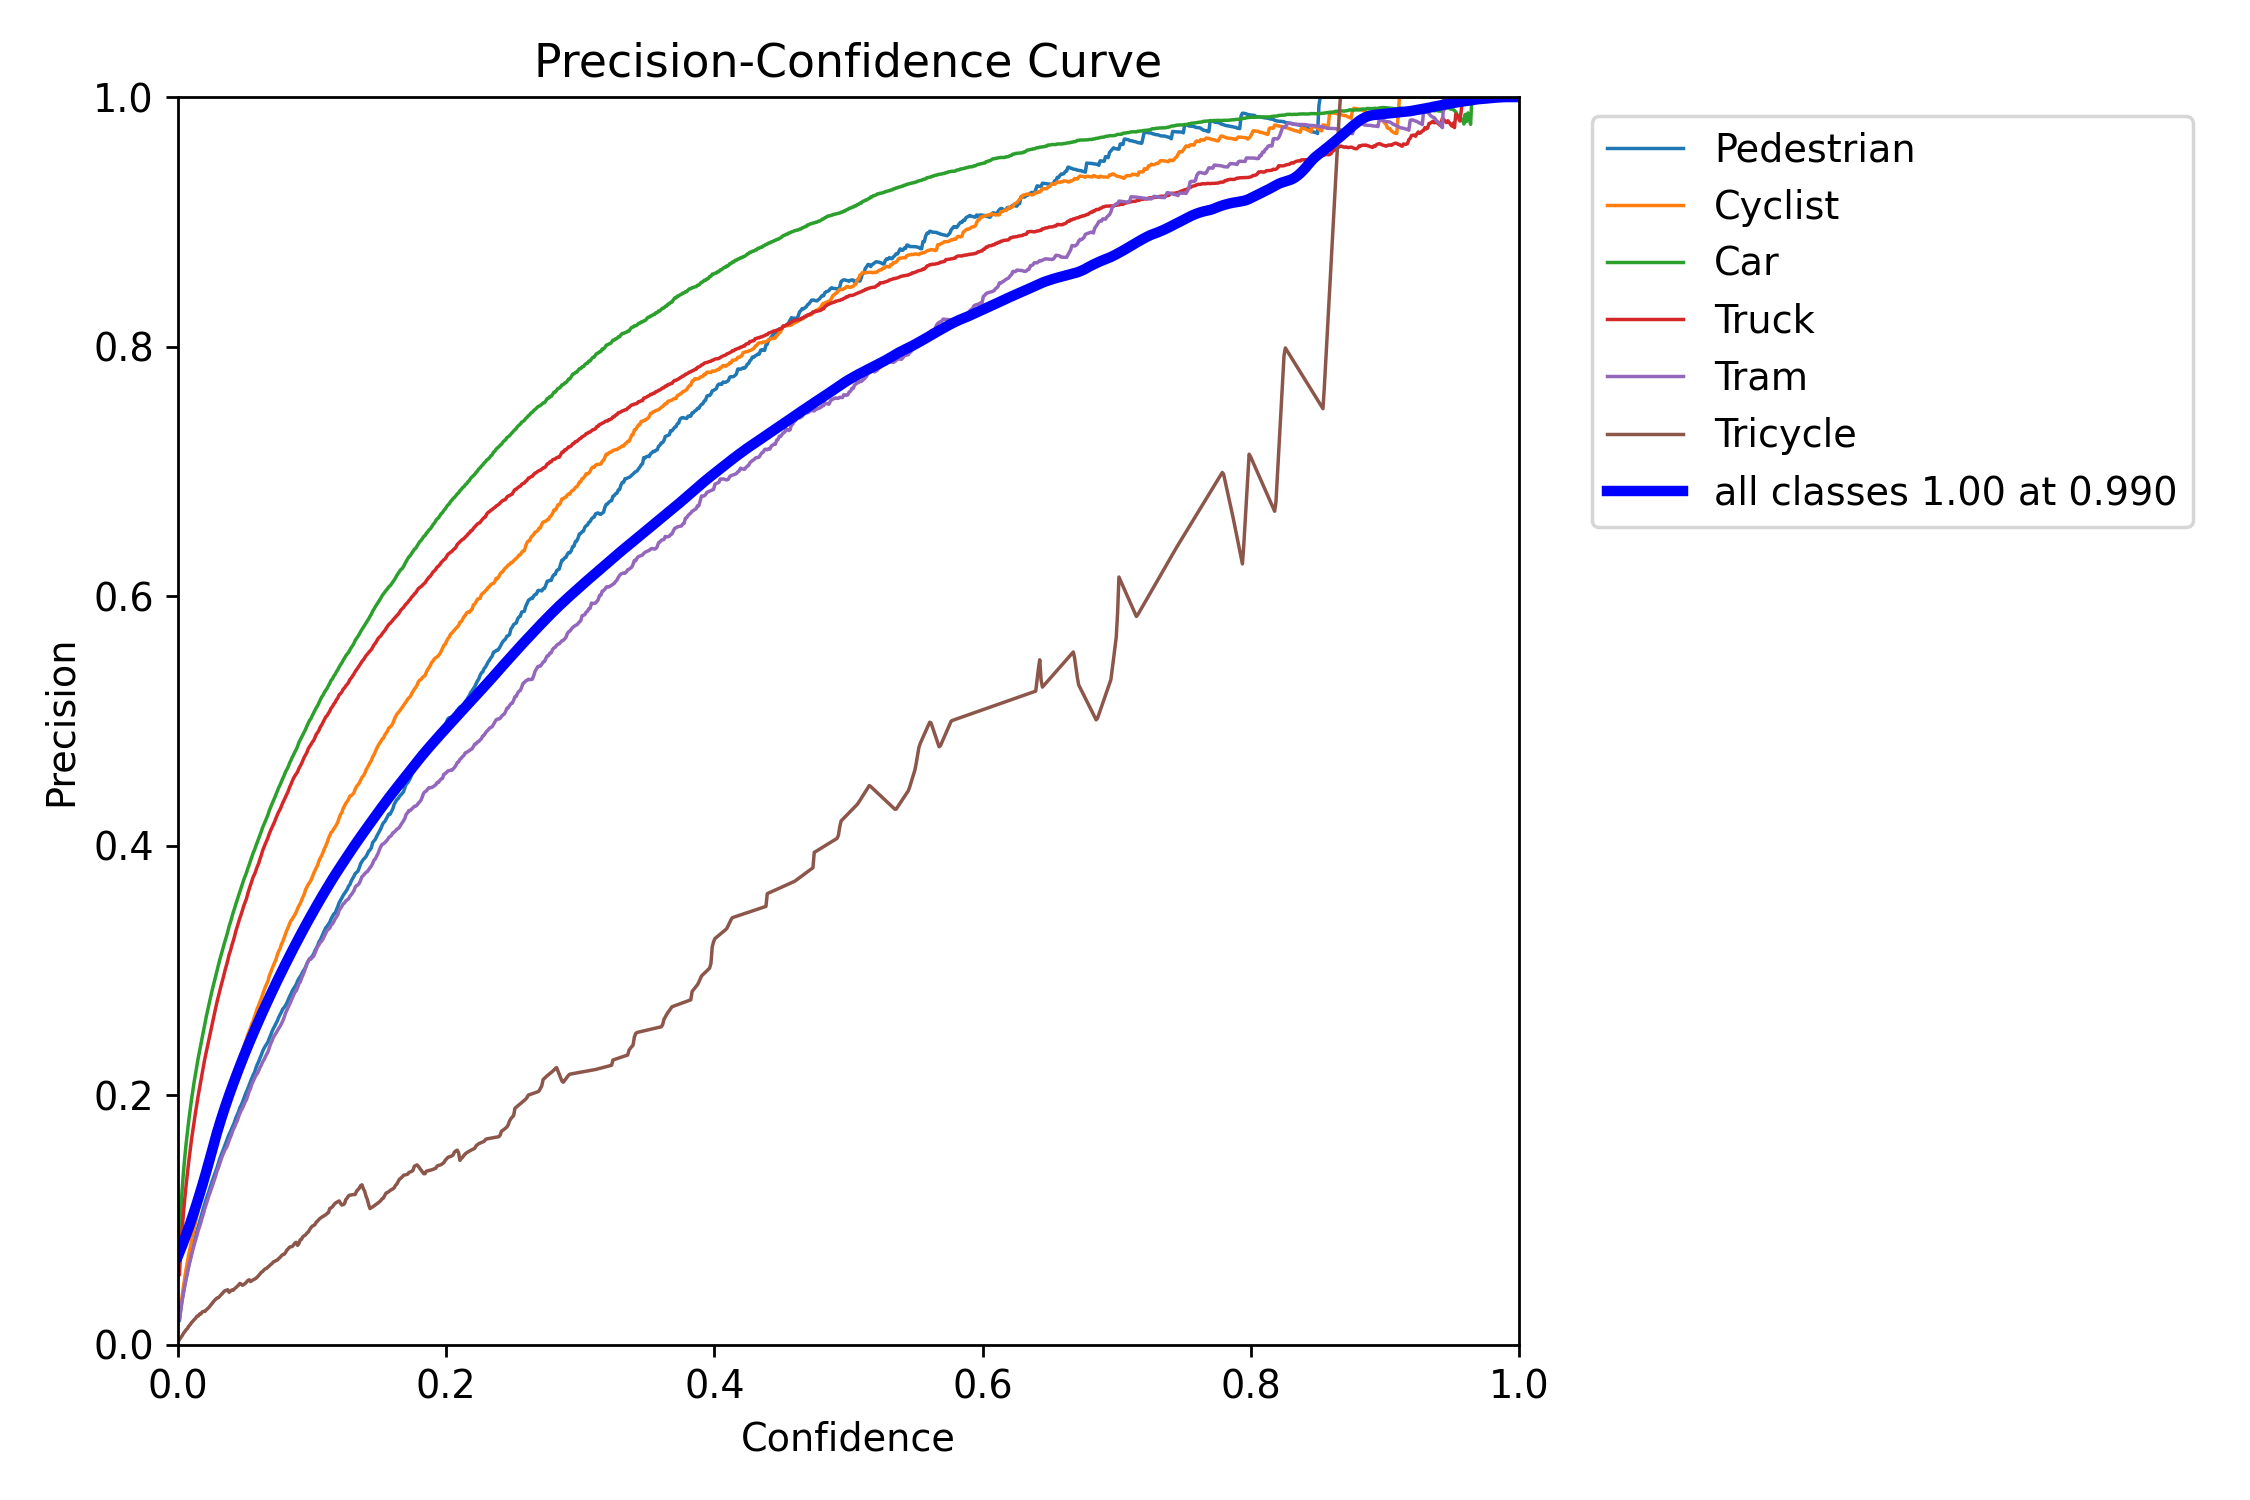 Precision-Confidence Curve
1.0
0.8
0.6
0.4
0.2
0.0
Precision
0.0 0.2 0.4 0.6 0.8 1.0
Confidence
Pedestrian
Cyclist
Car
Truck
Tram
Tricycle
all classes 1.00 at 0.990